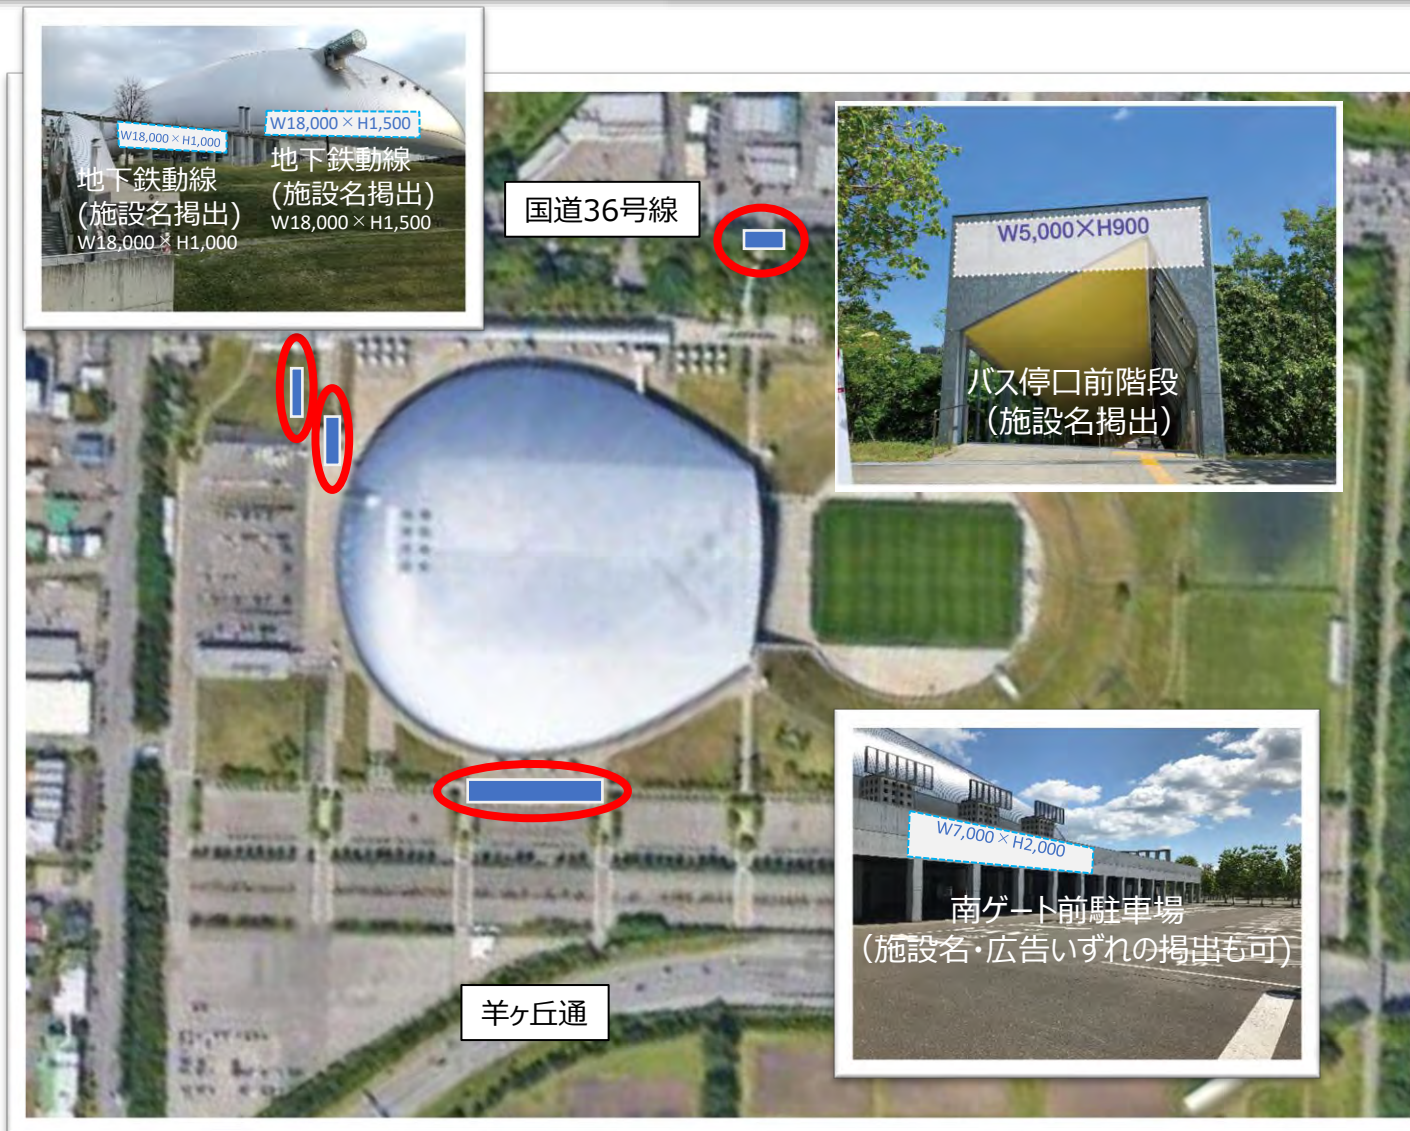 W18,000×H1,000
W18,000×H1,500
地下鉄動線
(施設名掲出)
W18,000×H1,000
地下鉄動線
(施設名掲出)
W18,000×H1,500
国道36号線
W5,000×H900
バス停口前階段
（施設名掲出）
W7,000×H2,000
南ゲート前駐車場
（施設名・広告いずれの掲出も可)
羊ヶ丘通